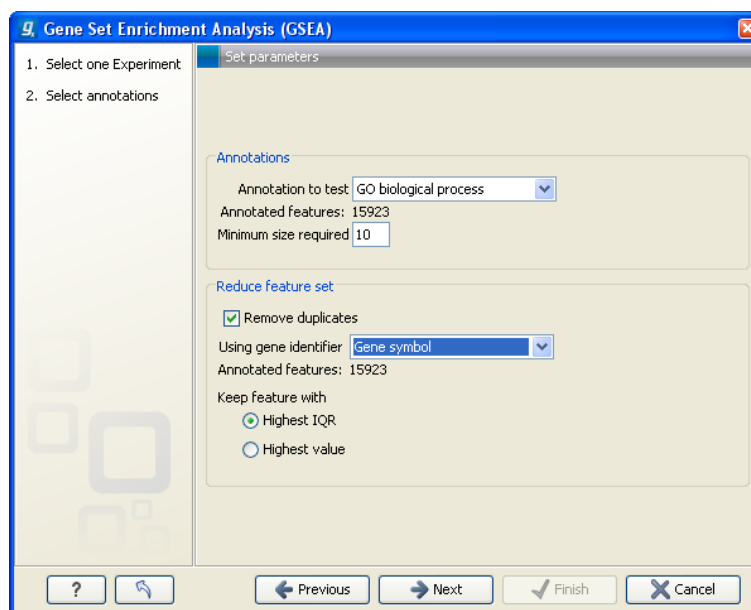 Gene Set Enrichment Analysis (GSEA)
1. Select one Experiment
2. Select annotations
Set parameters
Annotations
Annotation to test GO biological process
Annotated features: 15923
Minimum size required 10
Reduce feature set
Remove duplicates
Using gene identifier Gene symbol
Annotated features: 15923
Keep feature with
Highest IQR
Highest value
? Previous Next Finish Cancel